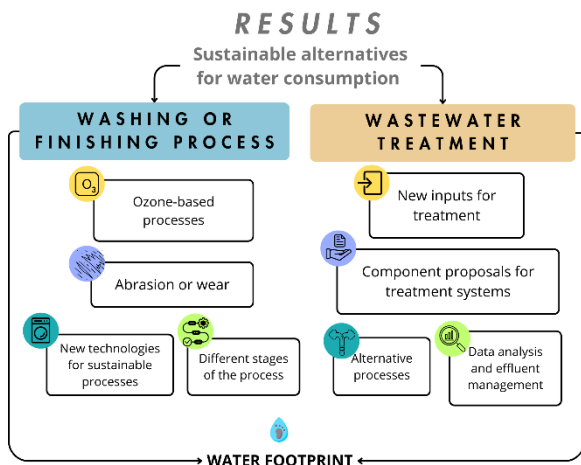 RESULTS
Sustainable alternatives
for water consumption
WASHING OR
FINISHING PROCESS
O3
Ozone-based
processes
Abrasion or wear
New technologies
for sustainable
processes
Different stages
of the process
WASTEWATER
TREATMENT
New inputs for
treatment
Component proposals for
treatment systems
Alternative
processes
Data analysis
and effluent
management
WATER FOOTPRINT